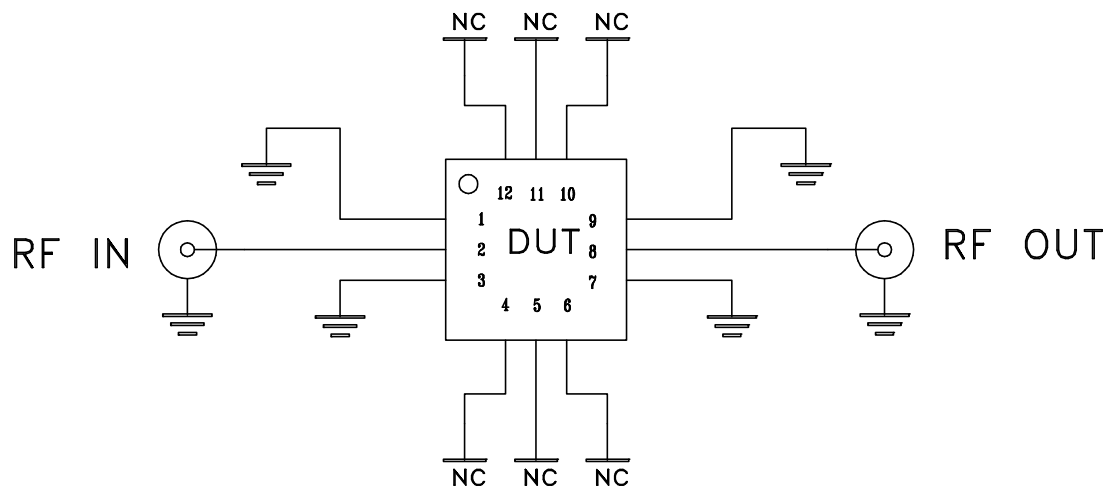 NC NC NC
12 11 10
1 9
RF IN 2 DUT 8 RF OUT
3 7
4 5 6
NC NC NC